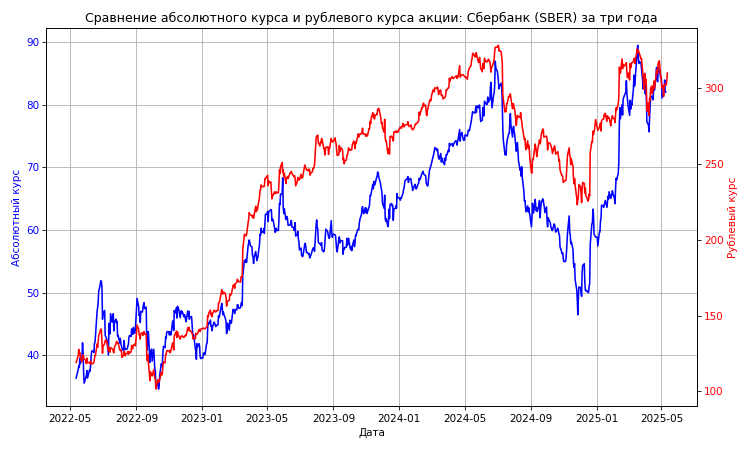 Сравнение абсолютного курса и рублевого курса акции: Сбербанк (SBER) за три года
90
80
70
60
50
40
Абсолютный курс
300
250
200
150
100
Рублевый курс
2022-05 2022-09 2023-01 2023-05 2023-09 2024-01 2024-05 2024-09 2025-01 2025-05
Дата